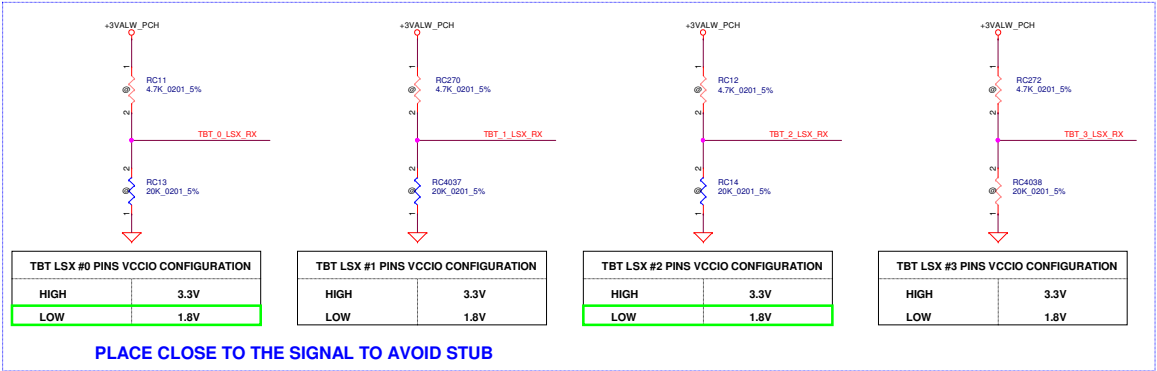 +3VALW_PCH +3VALW_PCH +3VALW_PCH +3VALW_PCH
1 1 1 1
RC11 RC270 RC12 RC272
@ 4.7K_0201_5% @ 4.7K_0201_5% @ 4.7K_0201_5% @ 4.7K_0201_5%
2 2 2 2
TBT_0_LSX_RX TBT_1_LSX_RX TBT_2_LSX_RX TBT_3_LSX_RX
2 2 2 2
RC13 RC4037 RC14 RC4038
@ 20K_0201_5% @ 20K_0201_5% @ 20K_0201_5% @ 20K_0201_5%
1 1 1 1
TBT LSX #0 PINS VCCIO CONFIGURATION TBT LSX #1 PINS VCCIO CONFIGURATION TBT LSX #2 PINS VCCIO CONFIGURATION TBT LSX #3 PINS VCCIO CONFIGURATION
HIGH 3.3V HIGH 3.3V HIGH 3.3V HIGH 3.3V
LOW 1.8V LOW 1.8V LOW 1.8V LOW 1.8V
PLACE CLOSE TO THE SIGNAL TO AVOID STUB